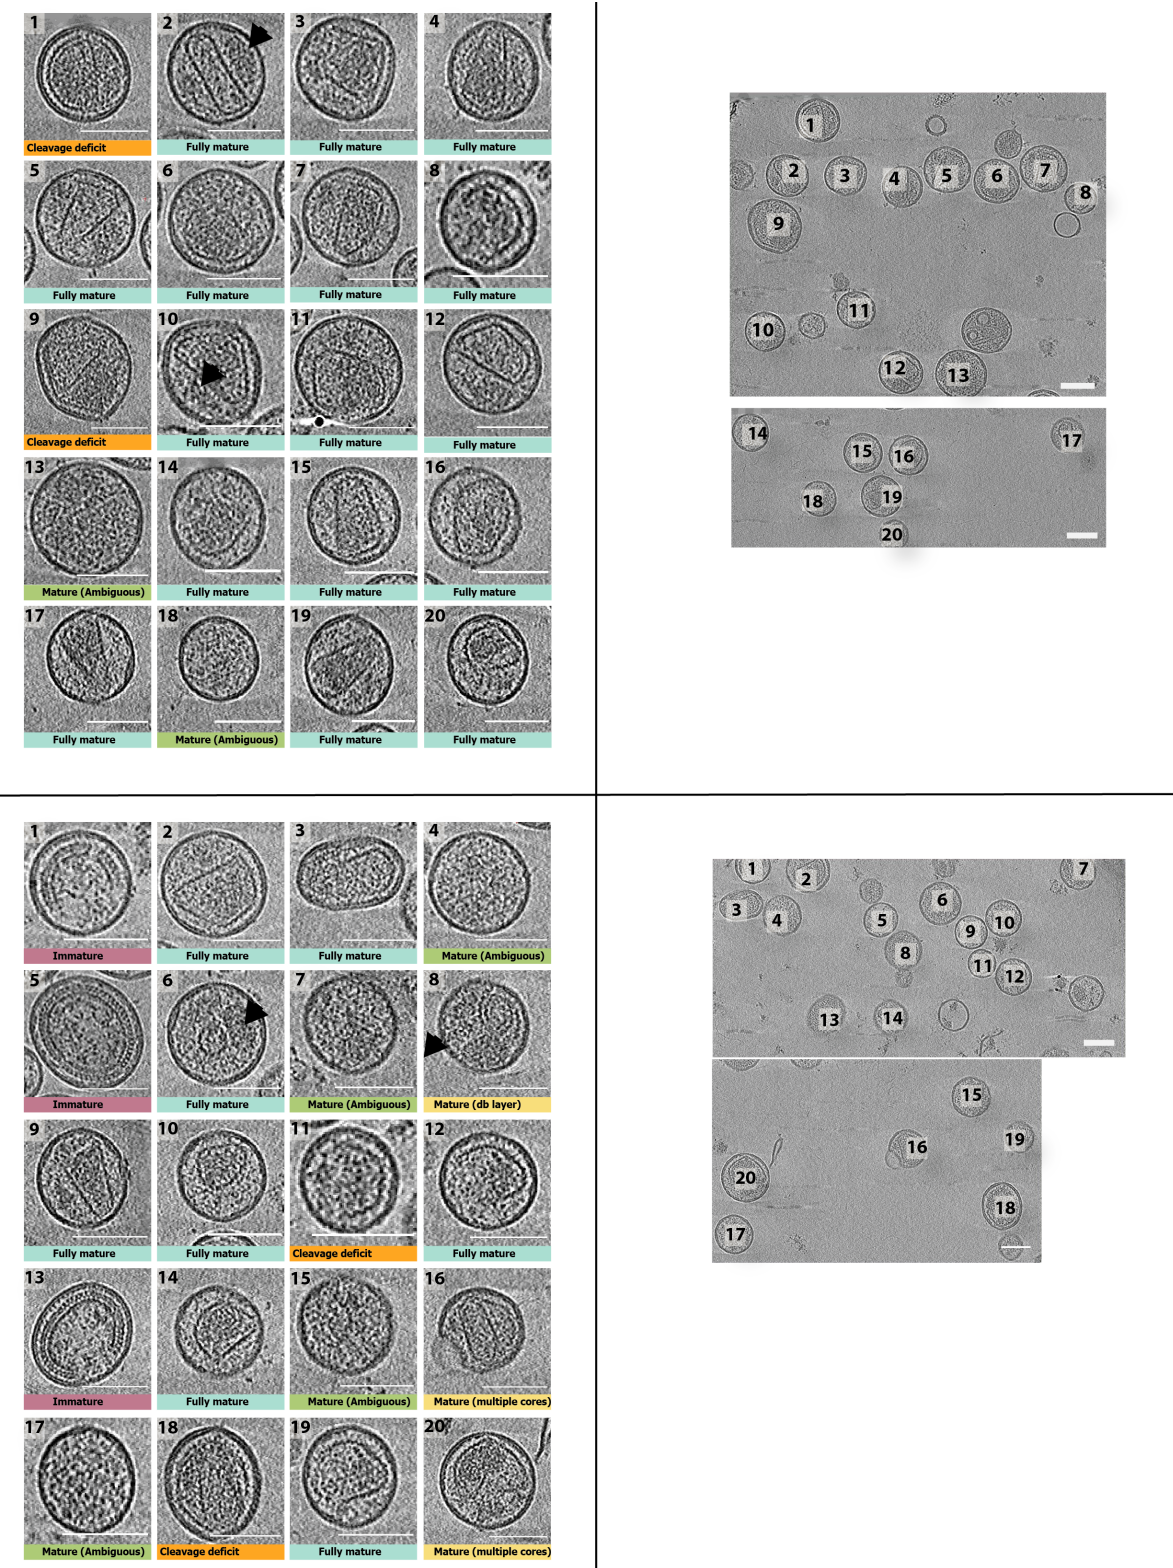 1 2 3 4
Cleavage deficit Fully mature Fully mature Fully mature
5 6 7 8
Fully mature Fully mature Fully mature Fully mature
9 10 11 12
Cleavage deficit Fully mature Fully mature Fully mature
13 14 15 16
Mature (Ambiguous) Fully mature Fully mature Fully mature
17 18 19 20
Fully mature Mature (Ambiguous) Fully mature Fully mature
1
2 3 4 5 6 7 8
9
10 11
12 13
14 15 16 17
18 19
20
1 2 3 4
Immature Fully mature Fully mature Mature (Ambiguous)
5 6 7 8
Immature Fully mature Mature (Ambiguous) Mature (db layer)
9 10 11 12
Fully mature Fully mature Cleavage deficit Fully mature
13 14 15 16
Immature Fully mature Mature (Ambiguous) Mature (multiple cores)
17 18 19 20
Mature (Ambiguous) Cleavage deficit Fully mature Mature (multiple cores)
1 2 7
3 4 5 6
8 9 10
11 12
13 14
15
16 19
20
17 18